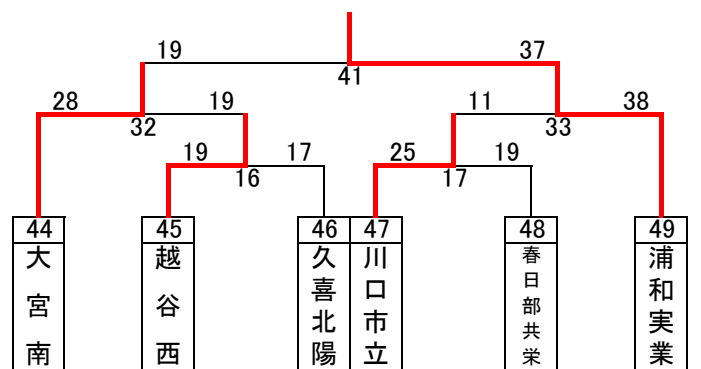 19 37
41
28 19 11 38
32 33
19 17 25 19
16 17
44 45 46 47 48 49
大宮南
越谷西
久喜北陽
川口市立
春日部共栄
浦和実業